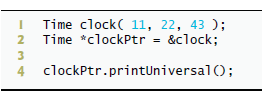 1 Time clock( 11, 22, 43 );
2 Time *clockPtr = &clock;
3
4 clockPtr.printUniversal();